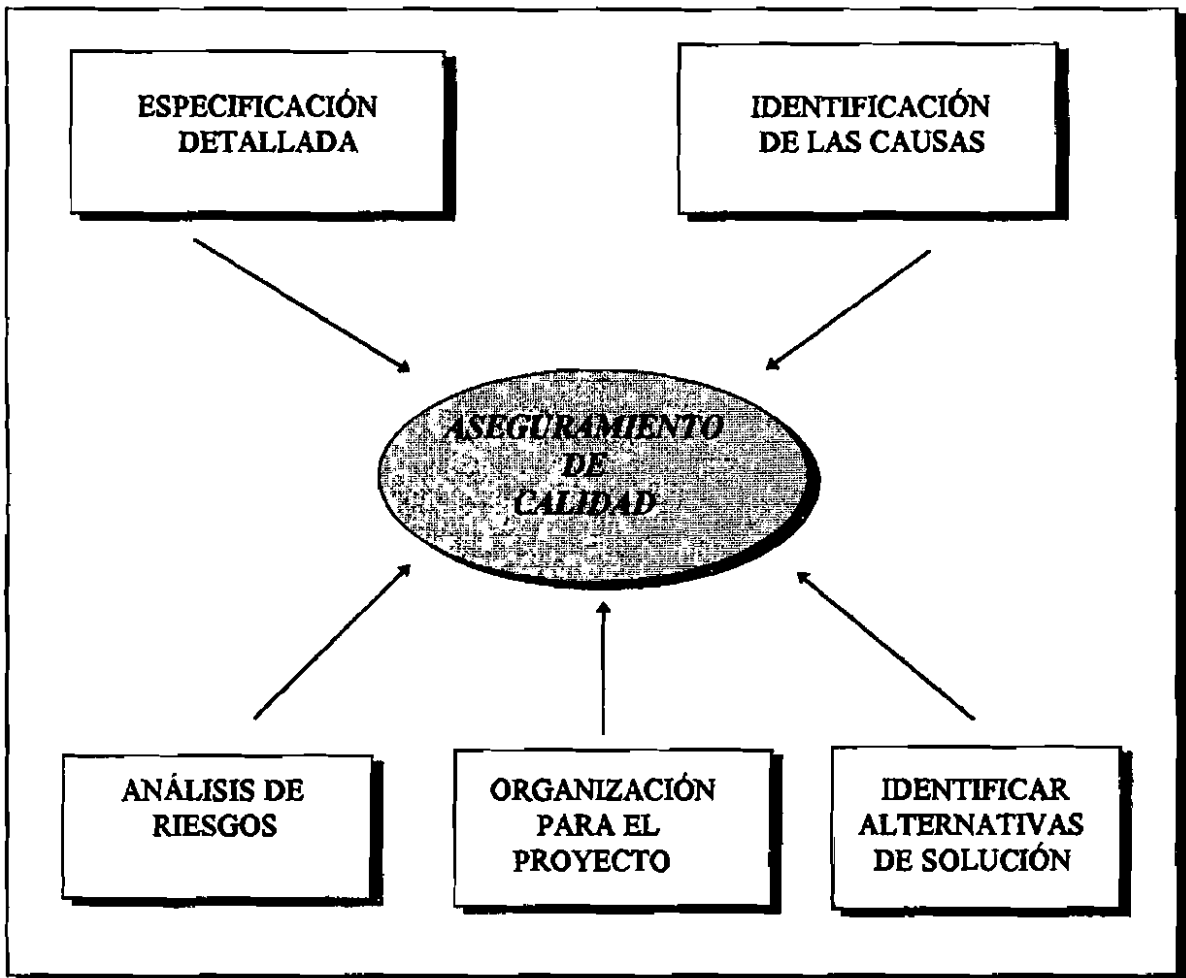 ESPECIFICACIÓN
DETALLADA
IDENTIFICACIÓN
DE LAS CAUSAS
ASEGURAMIENTO
DE
CALIDAD
ANÁLISIS DE
RIESGOS
ORGANIZACIÓN
PARA EL
PROYECTO
IDENTIFICAR
ALTERNATIVAS
DE SOLUCIÓN